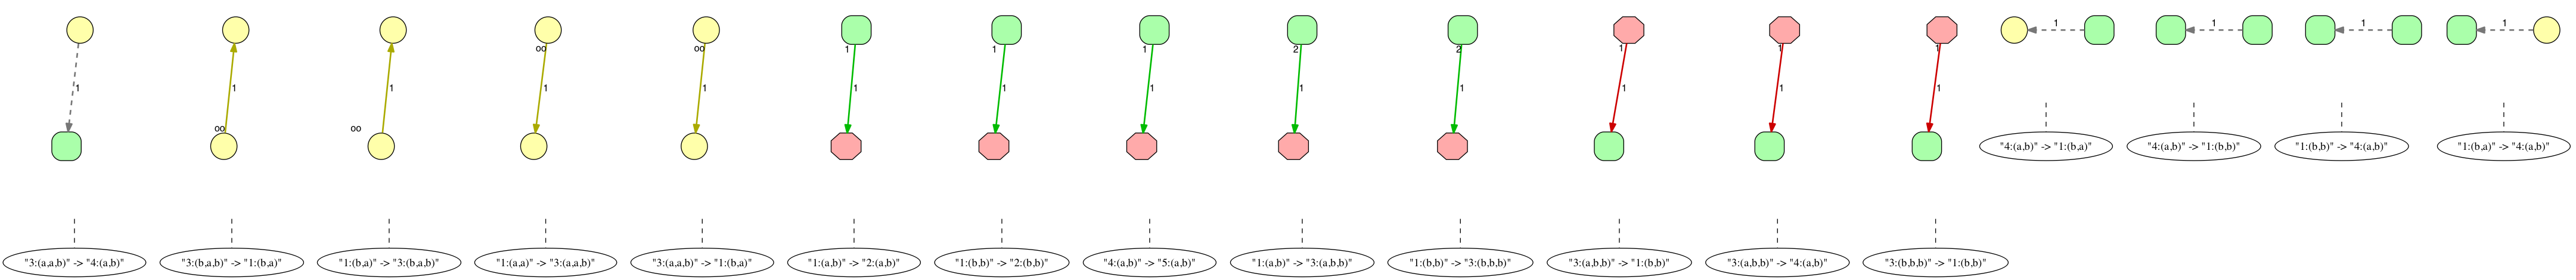 oo oo 1 1 1 2 2 1 1 1 1 1 1 1
1 1 1 1 1 1 1 1 1 1 1 1 1
oo oo
"4:(a,b)" -> "1:(b,a)" "4:(a,b)" -> "1:(b,b)" "1:(b,b)" -> "4:(a,b)" "1:(b,a)" -> "4:(a,b)"
"3:(a,a,b)" -> "4:(a,b)" "3:(b,a,b)" -> "1:(b,a)" "1:(b,a)" -> "3:(b,a,b)" "1:(a,a)" -> "3:(a,a,b)" "3:(a,a,b)" -> "1:(b,a)" "1:(a,b)" -> "2:(a,b)" "1:(b,b)" -> "2:(b,b)" "4:(a,b)" -> "5:(a,b)" "1:(a,b)" -> "3:(a,b,b)" "1:(b,b)" -> "3:(b,b,b)" "3:(a,b,b)" -> "1:(b,b)" "3:(a,b,b)" -> "4:(a,b)" "3:(b,b,b)" -> "1:(b,b)"